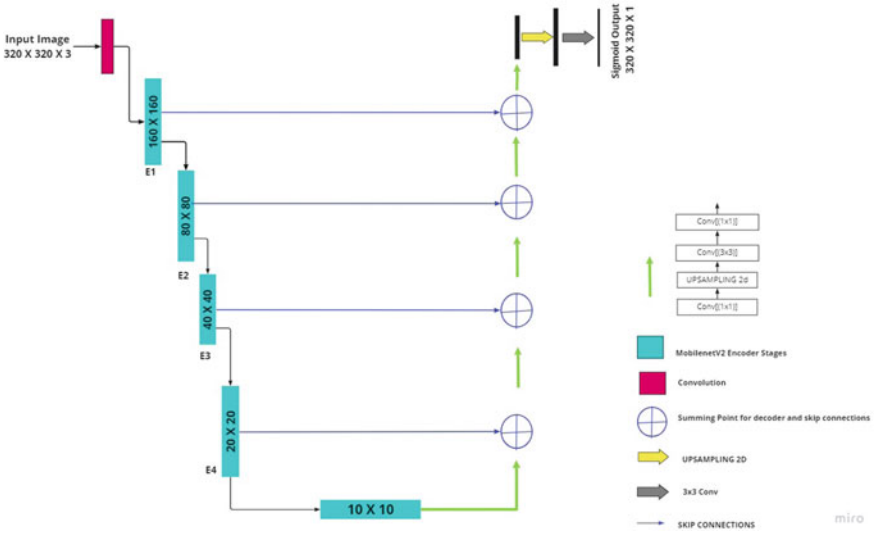 Input Image
320 X 320 X 3
Sigmoid Output
320 X 320 X 1
160 X 160
E1
80 X 80
E2
40 X 40
E3
20 X 20
E4
10 X 10
Conv[(1x1)]
Conv[(3x3)]
UPSAMPLING 2d
Conv[(1x1)]
MobilenetV2 Encoder Stages
Convolution
Summing Point for decoder and skip connections
UPSAMPLING 2D
3x3 Conv
SKIP CONNECTIONS
miro